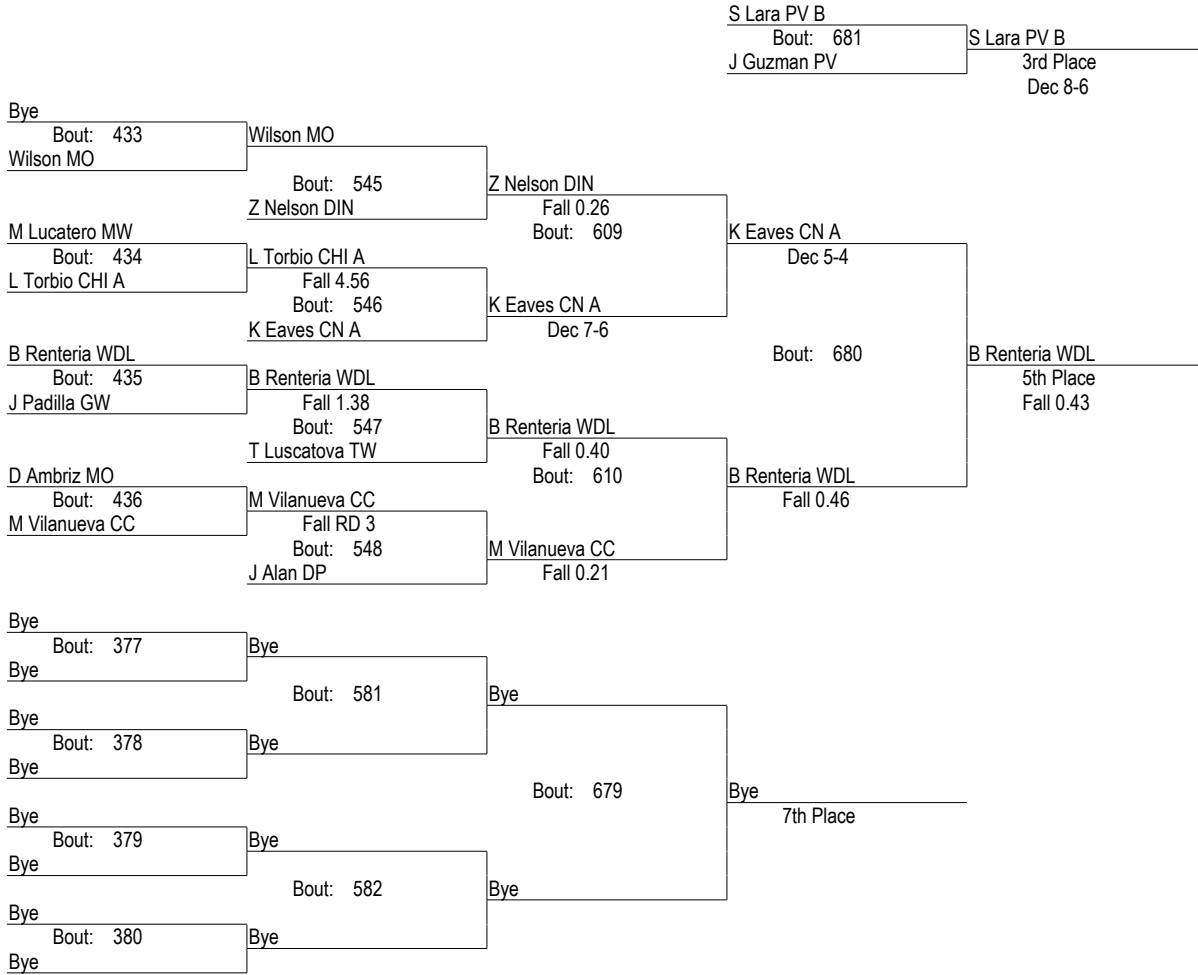 S Lara PV B
Bout: 681
S Lara PV B
J Guzman PV
3rd Place
Dec 8-6
Bye
Bout: 433
Wilson MO
Wilson MO
Bout: 545
Z Nelson DIN
Z Nelson DIN
Fall 0.26
M Lucatero MW
Bout: 609
K Eaves CN A
Bout: 434
L Torbio CHI A
Dec 5-4
L Torbio CHI A
Fall 4.56
Bout: 546
K Eaves CN A
K Eaves CN A
Dec 7-6
B Renteria WDL
Bout: 680
B Renteria WDL
Bout: 435
B Renteria WDL
5th Place
J Padilla GW
Fall 1.38
Fall 0.43
Bout: 547
B Renteria WDL
T Luscatova TW
Fall 0.40
D Ambriz MO
Bout: 610
B Renteria WDL
Bout: 436
M Vilanueva CC
Fall 0.46
M Vilanueva CC
Fall RD 3
Bout: 548
M Vilanueva CC
J Alan DP
Fall 0.21
Bye
Bout: 377
Bye
Bye
Bout: 581
Bye
Bye
Bout: 378
Bye
Bye
Bout: 679
Bye
Bye
7th Place
Bout: 379
Bye
Bye
Bout: 582
Bye
Bye
Bout: 380
Bye
Bye